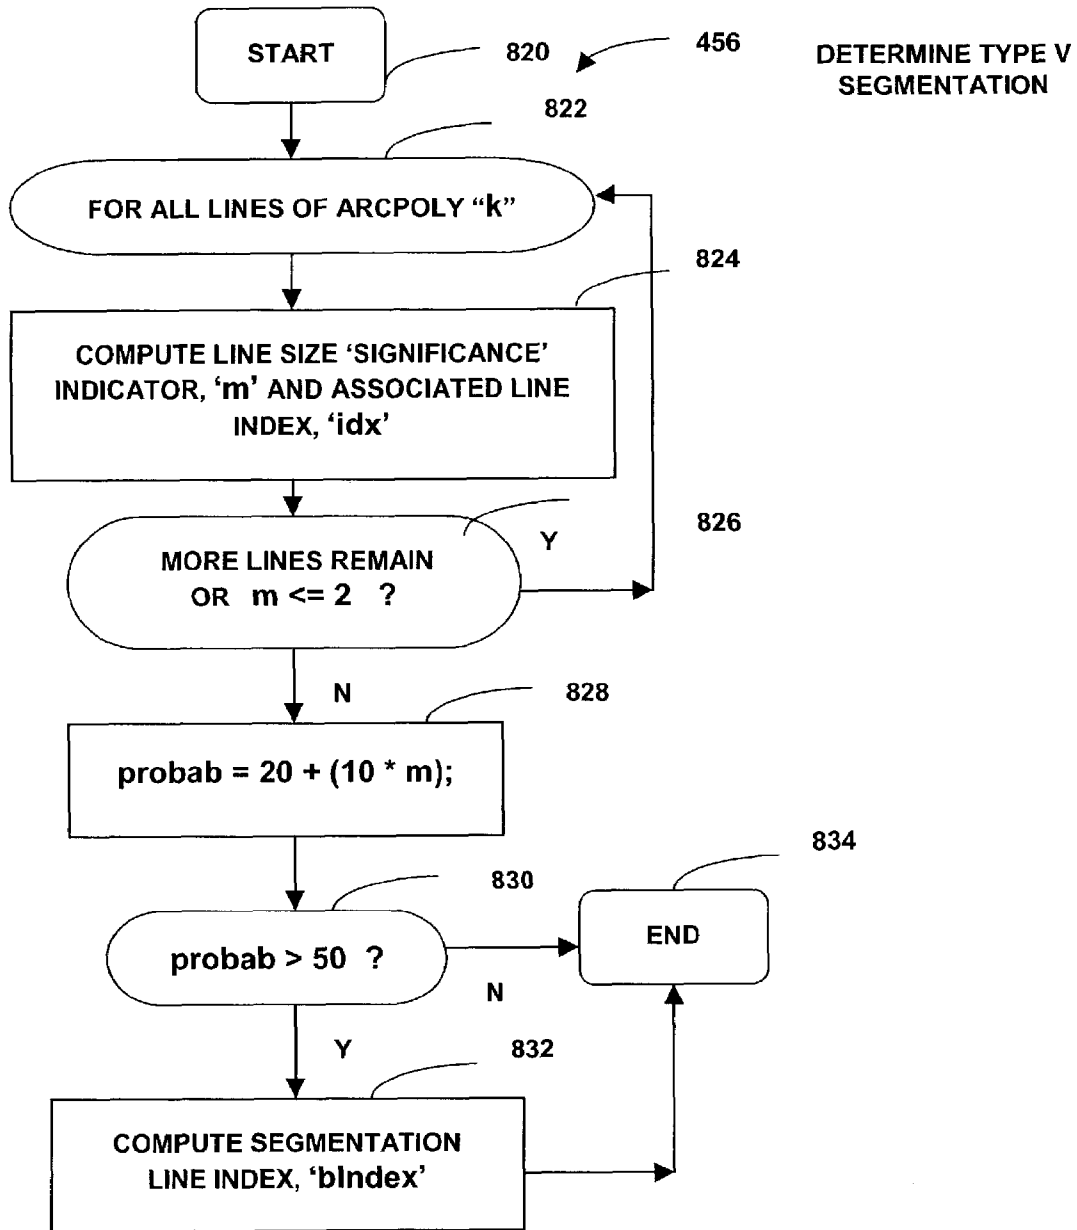 START
820
456
DETERMINE TYPE V
SEGMENTATION
822
FOR ALL LINES OF ARCPOLY “k”
824
COMPUTE LINE SIZE ‘SIGNIFICANCE’
INDICATOR, ‘m’ AND ASSOCIATED LINE
INDEX, ‘idx’
826
MORE LINES REMAIN
OR m <= 2 ?
Y
N
828
probab = 20 + (10 * m);
830
834
probab > 50 ?
END
N
Y
832
COMPUTE SEGMENTATION
LINE INDEX, ‘bIndex’